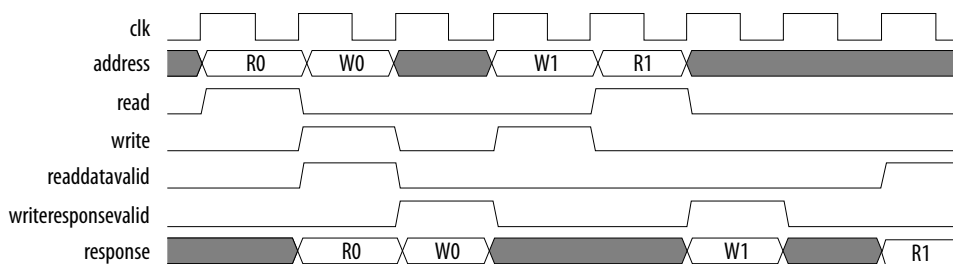 clk
address R0 W0 W1 R1
read
write
readdatavalid
writeresponsevalid
response R0 W0 W1 R1